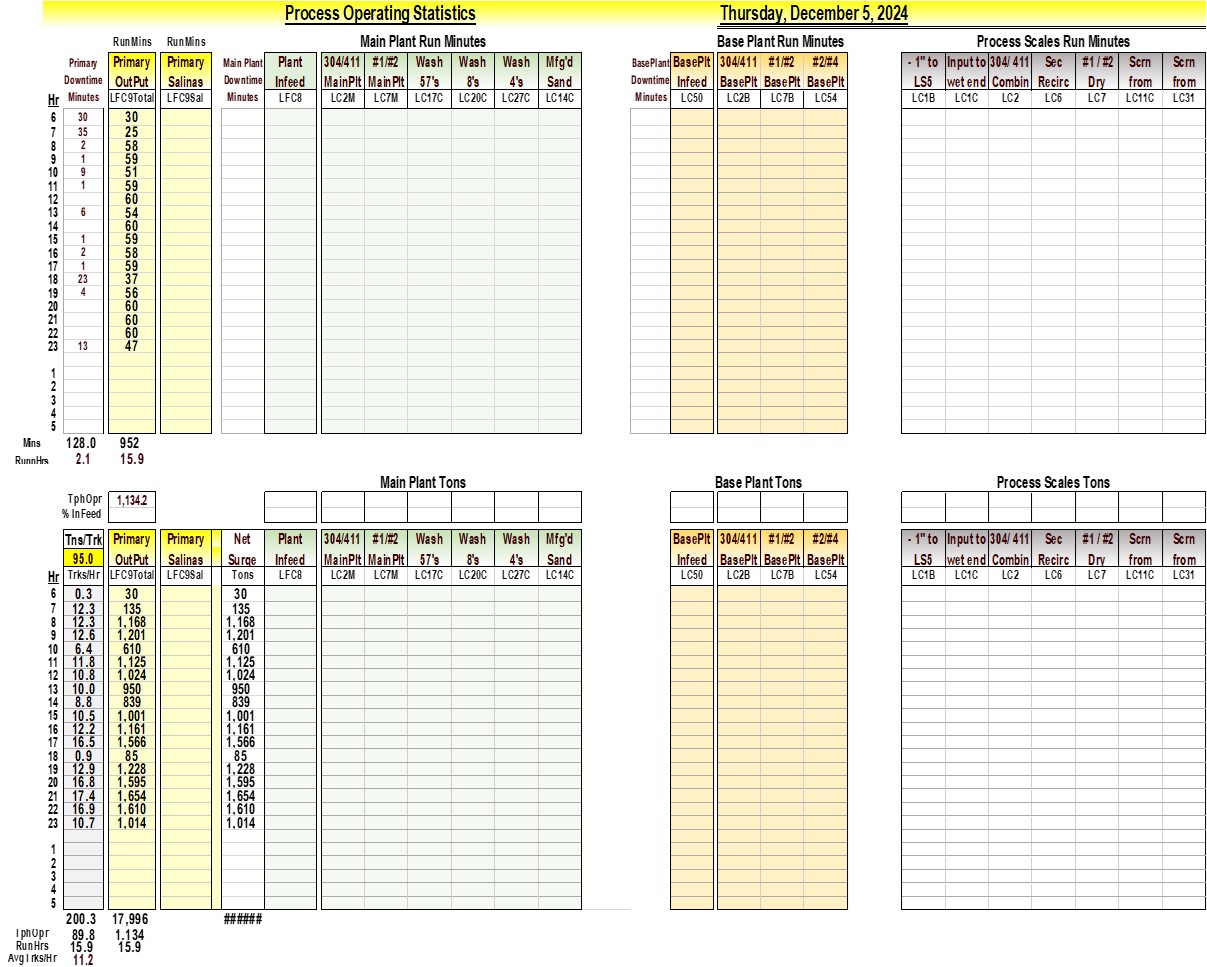 Process Operating Statistics Thursday, December 5, 2024
RunMins RunMins Main Plant Run Minutes Base Plant Run Minutes Process Scales Run Minutes
Primary Primary Primary Main Plant Plant 304/411 #1/#2 Wash Wash Wash Mfg'd BasePlant BasePlt 304/411 #1/#2 #2/#4 - 1" to Input to 304/ 411 Sec #1 / #2 Scrn Scrn
Downtime OutPut Salinas Downtime Infeed MainPlt MainPlt 57's 8's 4's Sand Downtime Infeed BasePlt BasePlt BasePlt LS5 wet end Combin Recirc Dry from from
Hr Minutes LFC9Total LFC9Sal Minutes LFC8 LC2M LC7M LC17C LC20C LC27C LC14C Minutes LC50 LC2B LC7B LC54 LC1B LC1C LC2 LC6 LC7 LC11C LC31
6 30 30
7 35 25
8 2 58
9 1 59
10 9 51
11 1 59
12 60
13 6 54
14 60
15 1 59
16 2 58
17 1 59
18 23 37
19 4 56
20 60
21 60
22 60
23 13 47
1
2
3
4
5
Mins 128.0 952
RunnHrs 2.1 15.9
Main Plant Tons Base Plant Tons Process Scales Tons
TphOpr 1,134.2
% InFeed
Tns/Trk Primary Primary Net Plant 304/411 #1/#2 Wash Wash Wash Mfg'd BasePlt 304/411 #1/#2 #2/#4 - 1" to Input to 304/ 411 Sec #1 / #2 Scrn Scrn
95.0 OutPut Salinas Surge Infeed MainPlt MainPlt 57's 8's 4's Sand Infeed BasePlt BasePlt BasePlt LS5 wet end Combin Recirc Dry from from
Hr Trks/Hr LFC9Total LFC9Sal Tons LFC8 LC2M LC7M LC17C LC20C LC27C LC14C LC50 LC2B LC7B LC54 LC1B LC1C LC2 LC6 LC7 LC11C LC31
6 0.3 30 30
7 12.3 135 135
8 12.3 1,168 1,168
9 12.6 1,201 1,201
10 6.4 610 610
11 11.8 1,125 1,125
12 10.8 1,024 1,024
13 10.0 950 950
14 8.8 839 839
15 10.5 1,001 1,001
16 12.2 1,161 1,161
17 16.5 1,566 1,566
18 0.9 85 85
19 12.9 1,228 1,228
20 16.8 1,595 1,595
21 17.4 1,654 1,654
22 16.9 1,610 1,610
23 10.7 1,014 1,014
1
2
3
4
5
200.3 17,996 ######
TphOpr 89.8 1.134
RunHrs 15.9 15.9
AvgTrks/Hr 11.2